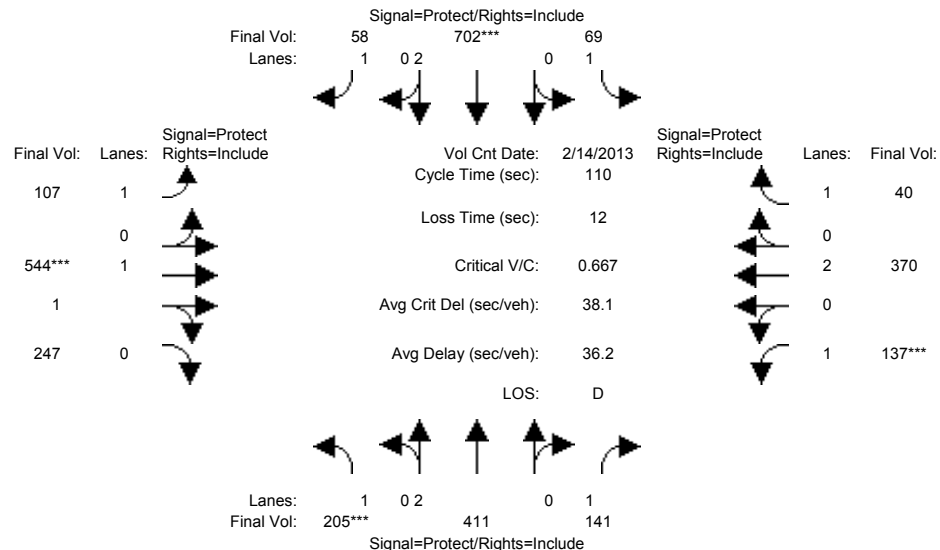 Signal=Protect/Rights=Include
Final Vol: 58 702*** 69
Lanes: 1 0 2 0 1
Signal=Protect Signal=Protect
Final Vol: Lanes: Rights=Include Vol Cnt Date: 2/14/2013 Rights=Include Lanes: Final Vol:
Cycle Time (sec): 110
107 1 1 40
Loss Time (sec): 12
0 0
544*** 1 Critical V/C: 0.667 2 370
1 Avg Crit Del (sec/veh): 38.1 0
247 0 Avg Delay (sec/veh): 36.2 1 137***
LOS: D
Lanes: 1 0 2 0 1
Final Vol: 205*** 411 141
Signal=Protect/Rights=Include